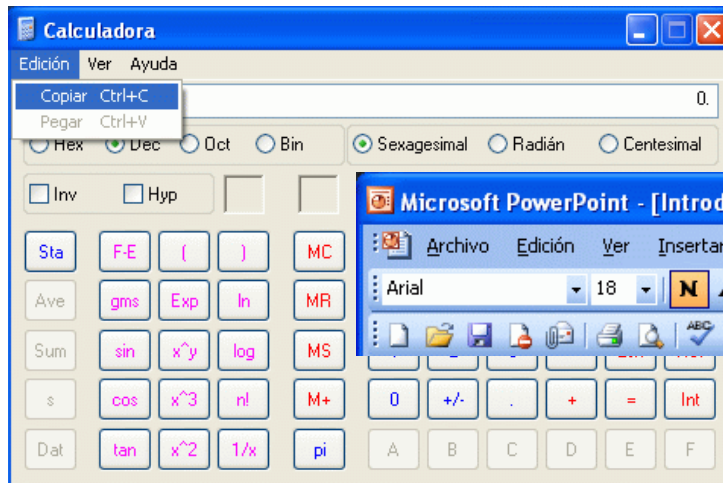 Calculadora
Edición Ver Ayuda
Copiar Ctrl+C
Pegar Ctrl+V
0.
Hex Dec Oct Bin Sexagesimal Radián Centesimal
Inv Hyp
Microsoft PowerPoint - [Introd
Archivo Edición Ver Insertar
Arial 18 N
ABC
Sta F-E ( ) MC
Ave gms Exp ln MR
Sum sin x^y log MS
s cos x^3 n! M+ 0 +/- . + = Int
Dat tan x^2 1/x pi A B C D E F